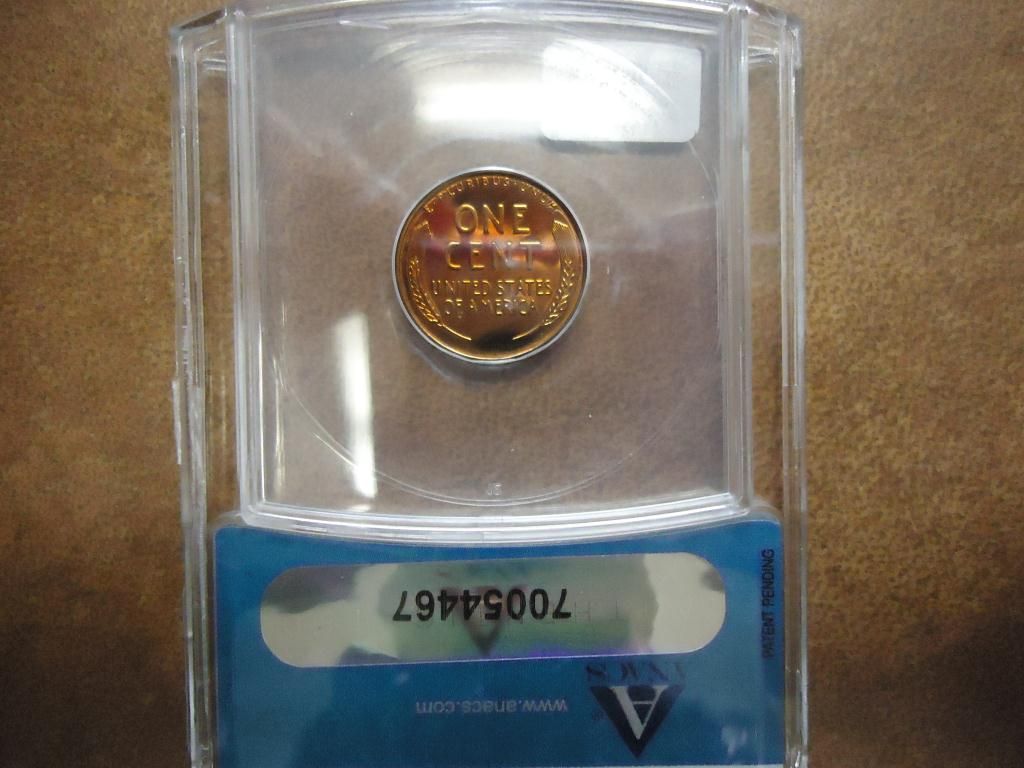 E PLURIBUS UNUM
ONE
CENT
UNITED STATES
OF AMERICA
70054467
PATENT PENDING
ANACS
www.anacs.com